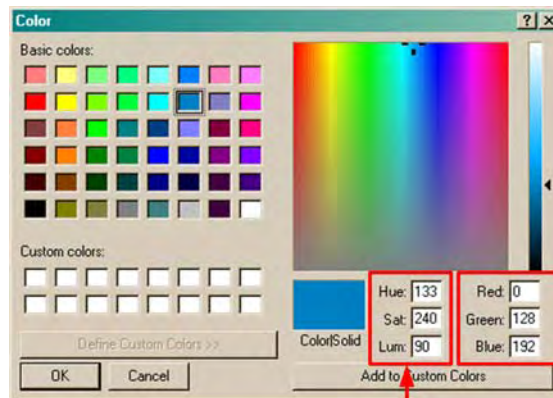 Color
Basic colors:
Custom colors:
Define Custom Colors >>
OK Cancel
Color|Solid
Hue: 133
Sat: 240
Lum: 90
Red: 0
Green: 128
Blue: 192
Add to Custom Colors